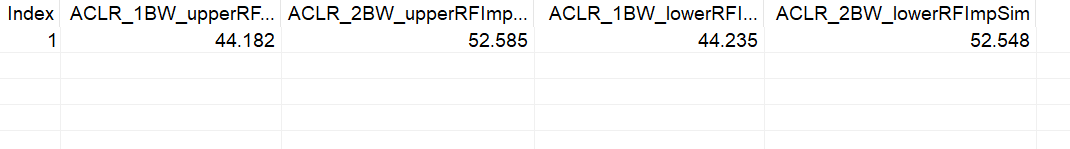 Index ACLR_1BW_upperRF... ACLR_2BW_upperRFImp... ACLR_1BW_lowerRFI... ACLR_2BW_lowerRFImpSim
1 44.182 52.585 44.235 52.548